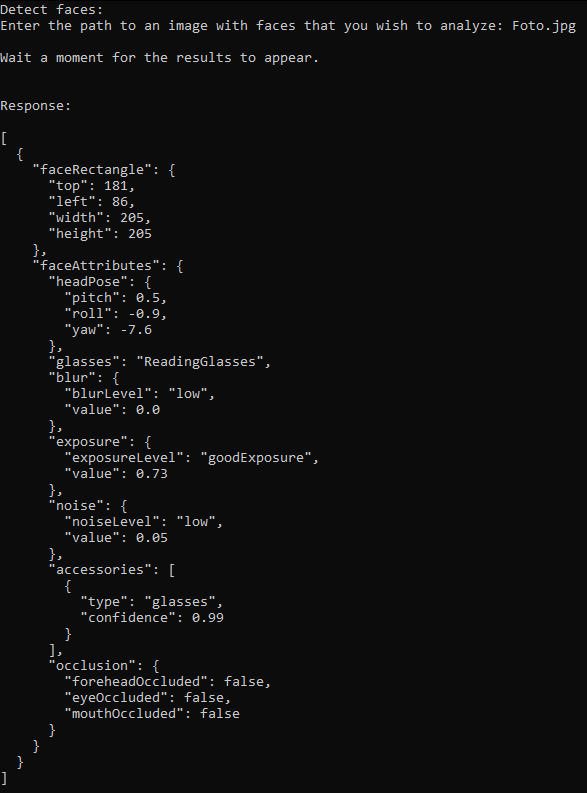 Detect faces:
Enter the path to an image with faces that you wish to analyze: Foto.jpg
Wait a moment for the results to appear.
Response:
[
  {
    "faceRectangle": {
      "top": 181,
      "left": 86,
      "width": 205,
      "height": 205
    },
    "faceAttributes": {
      "headPose": {
        "pitch": 0.5,
        "roll": -0.9,
        "yaw": -7.6
      },
      "glasses": "ReadingGlasses",
      "blur": {
        "blurLevel": "low",
        "value": 0.0
      },
      "exposure": {
        "exposureLevel": "goodExposure",
        "value": 0.73
      },
      "noise": {
        "noiseLevel": "low",
        "value": 0.05
      },
      "accessories": [
        {
          "type": "glasses",
          "confidence": 0.99
        }
      ],
      "occlusion": {
        "foreheadOccluded": false,
        "eyeOccluded": false,
        "mouthOccluded": false
      }
    }
  }
]